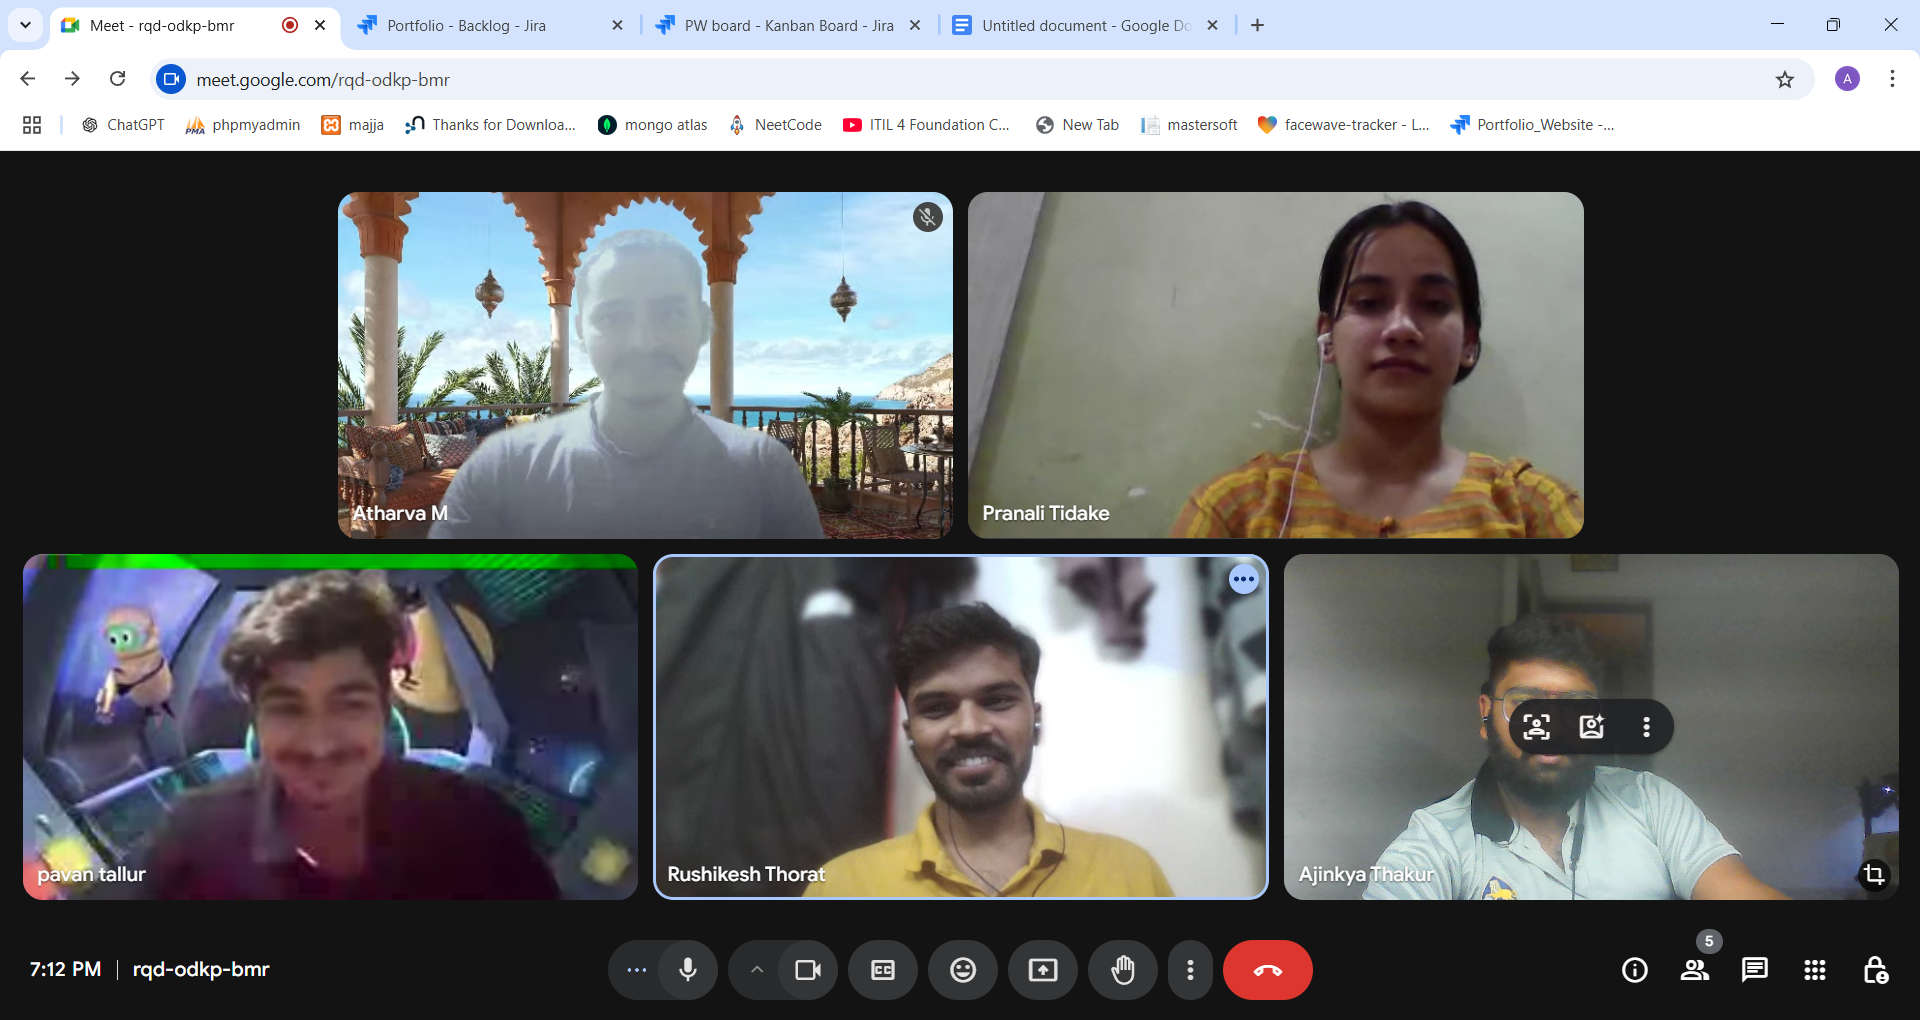 Meet - rqd-odkp-bmr
Portfolio - Backlog - Jira
PW board - Kanban Board - Jira
Untitled document - Google Do
meet.google.com/rqd-odkp-bmr
A
ChatGPT
PMA phpmyadmin
majja
Thanks for Downloa...
mongo atlas
NeetCode
ITIL 4 Foundation C...
New Tab
mastersoft
facewave-tracker - L...
Portfolio_Website -...
Atharva M
Pranali Tidake
pavan tallur
Rushikesh Thorat
Ajinkya Thakur
7:12 PM
rqd-odkp-bmr
CC
5